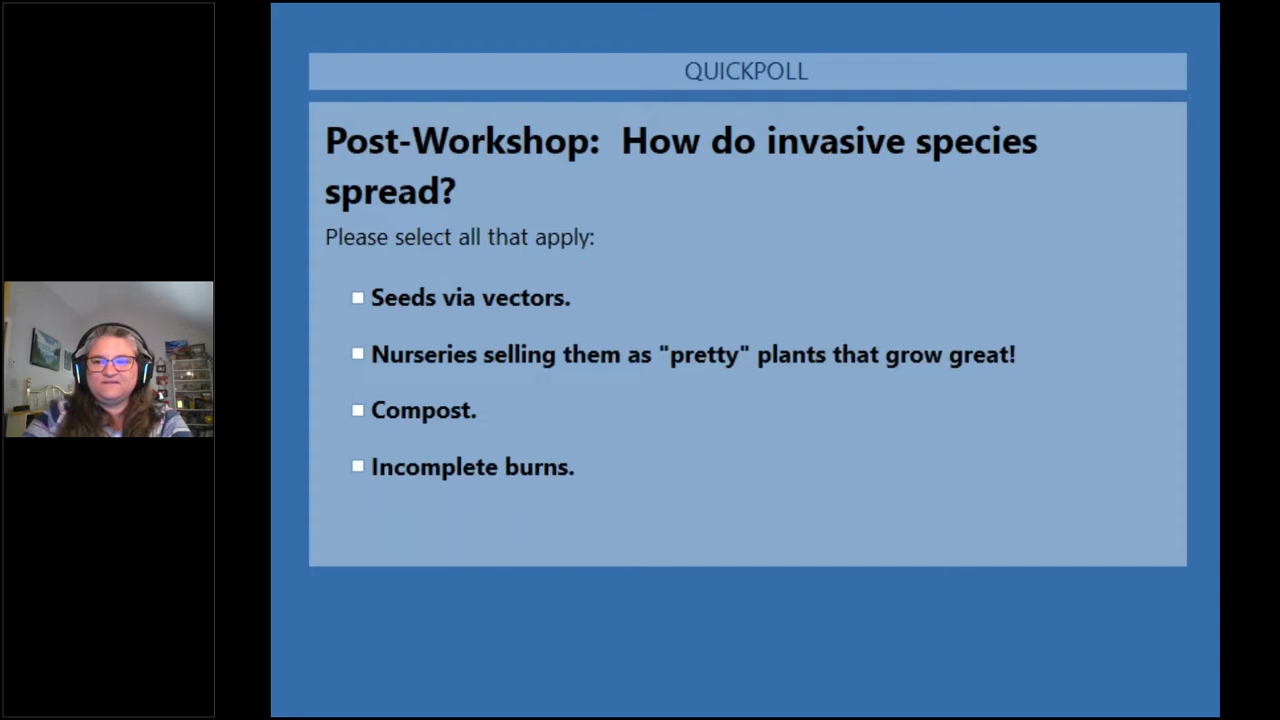 QUICKPOLL
Post-Workshop: How do invasive species
spread?
Please select all that apply:
Seeds via vectors.
Nurseries selling them as "pretty" plants that grow great!
Compost.
Incomplete burns.